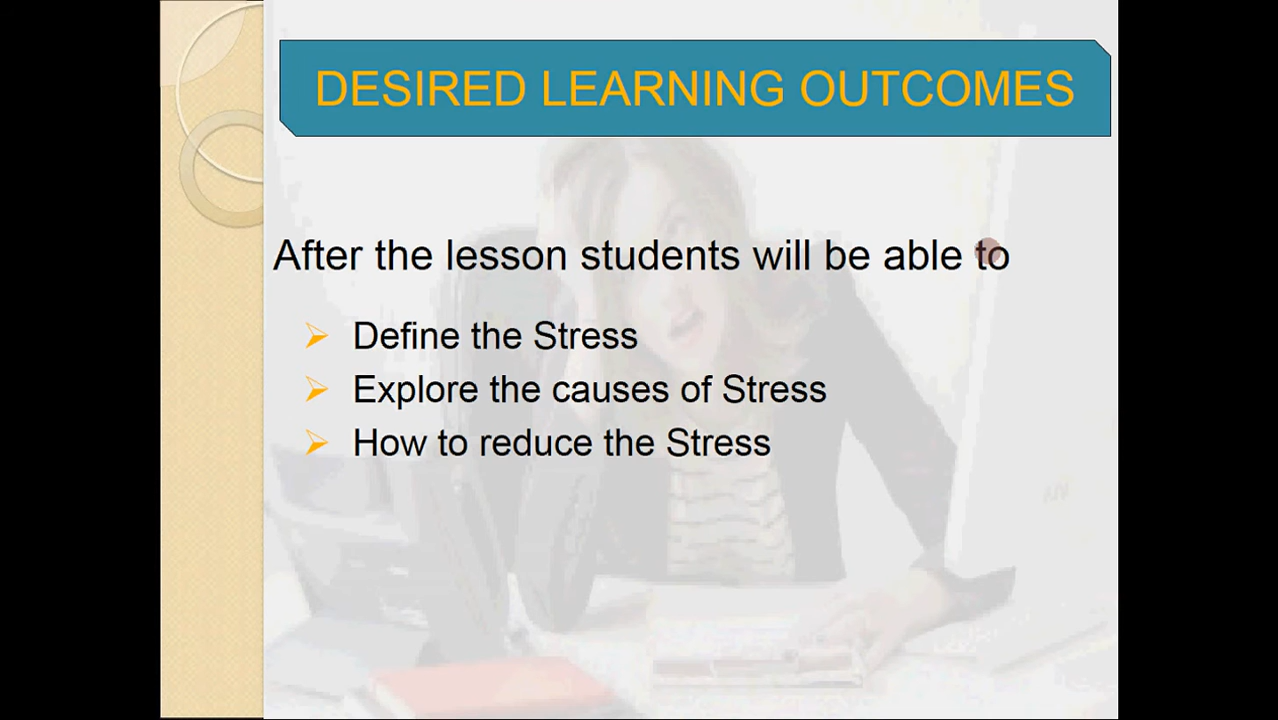 DESIRED LEARNING OUTCOMES
After the lesson students will be able to
Define the Stress
Explore the causes of Stress
How to reduce the Stress